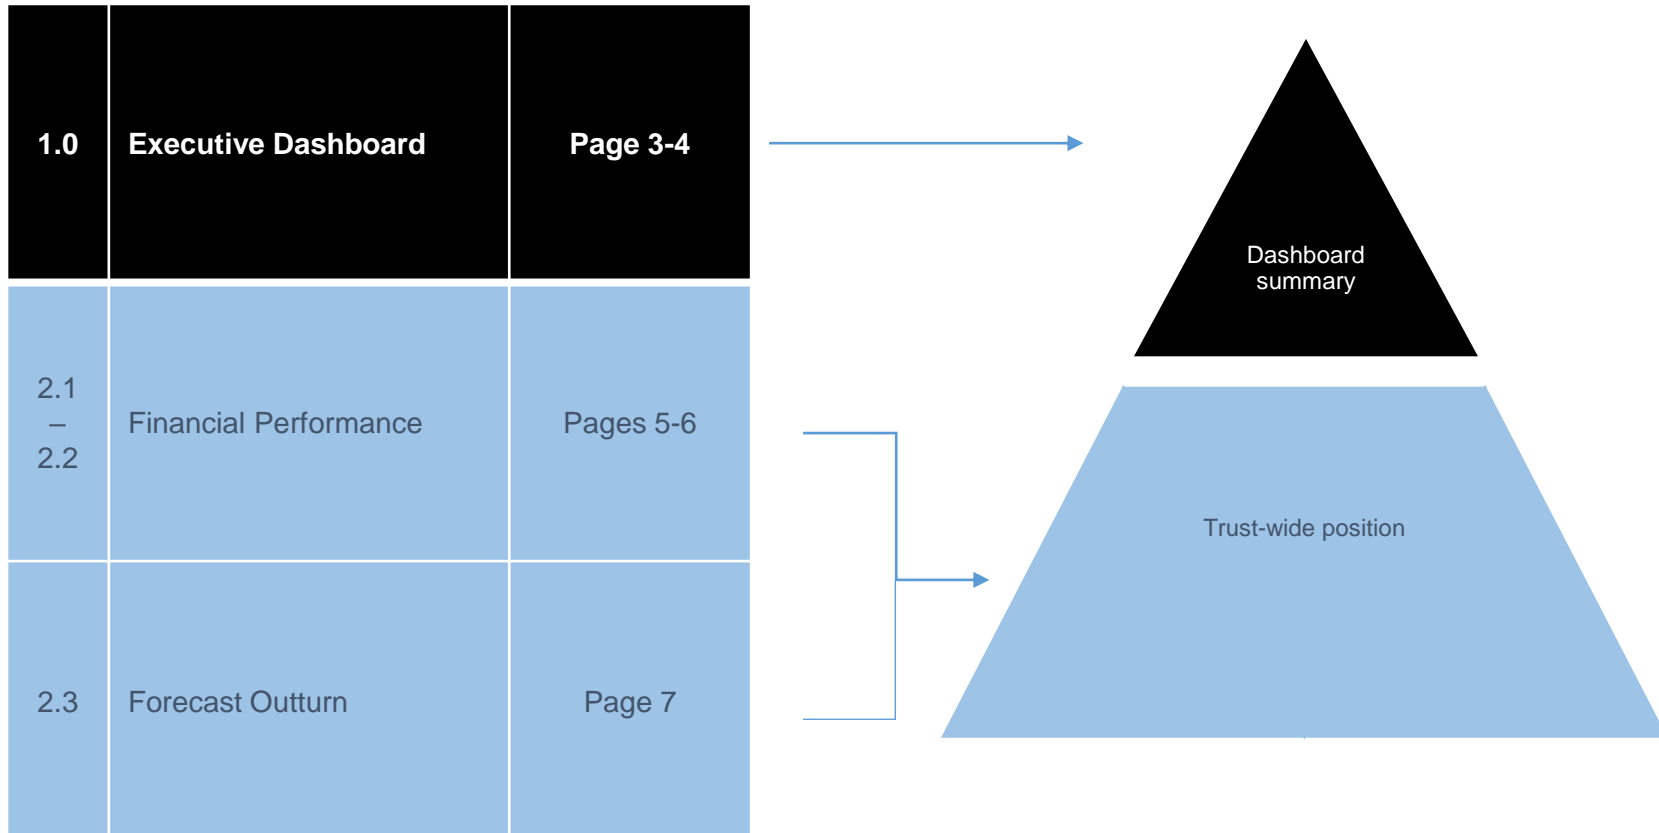 1.0 Executive Dashboard Page 3-4
Dashboard
summary
2.1
–
2.2
Financial Performance
Pages 5-6
Trust-wide position
2.3 Forecast Outturn Page 7